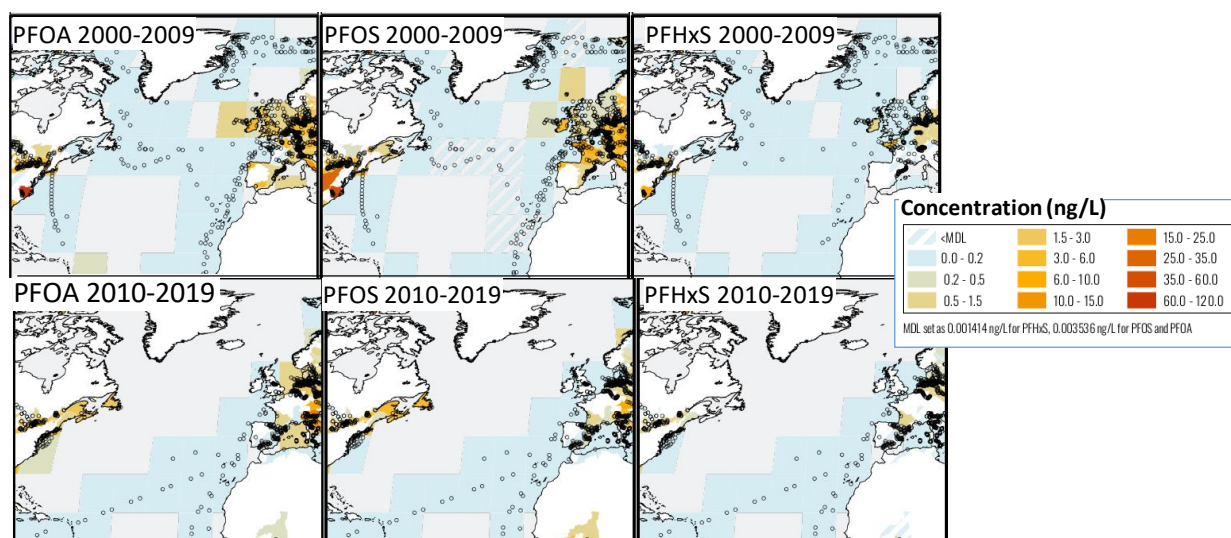 PFOA 2000-2009
PFOS 2000-2009
PFHxS 2000-2009
PFOA 2010-2019
PFOS 2010-2019
PFHxS 2010-2019
Concentration (ng/L)
<MDL
0.0 - 0.2
0.2 - 0.5
0.5 - 1.5
1.5 - 3.0
3.0 - 6.0
6.0 - 10.0
10.0 - 15.0
15.0 - 25.0
25.0 - 35.0
35.0 - 60.0
60.0 - 120.0
MDL set as 0.001414 ng/L for PFHxS, 0.003536 ng/L for PFOS and PFOA